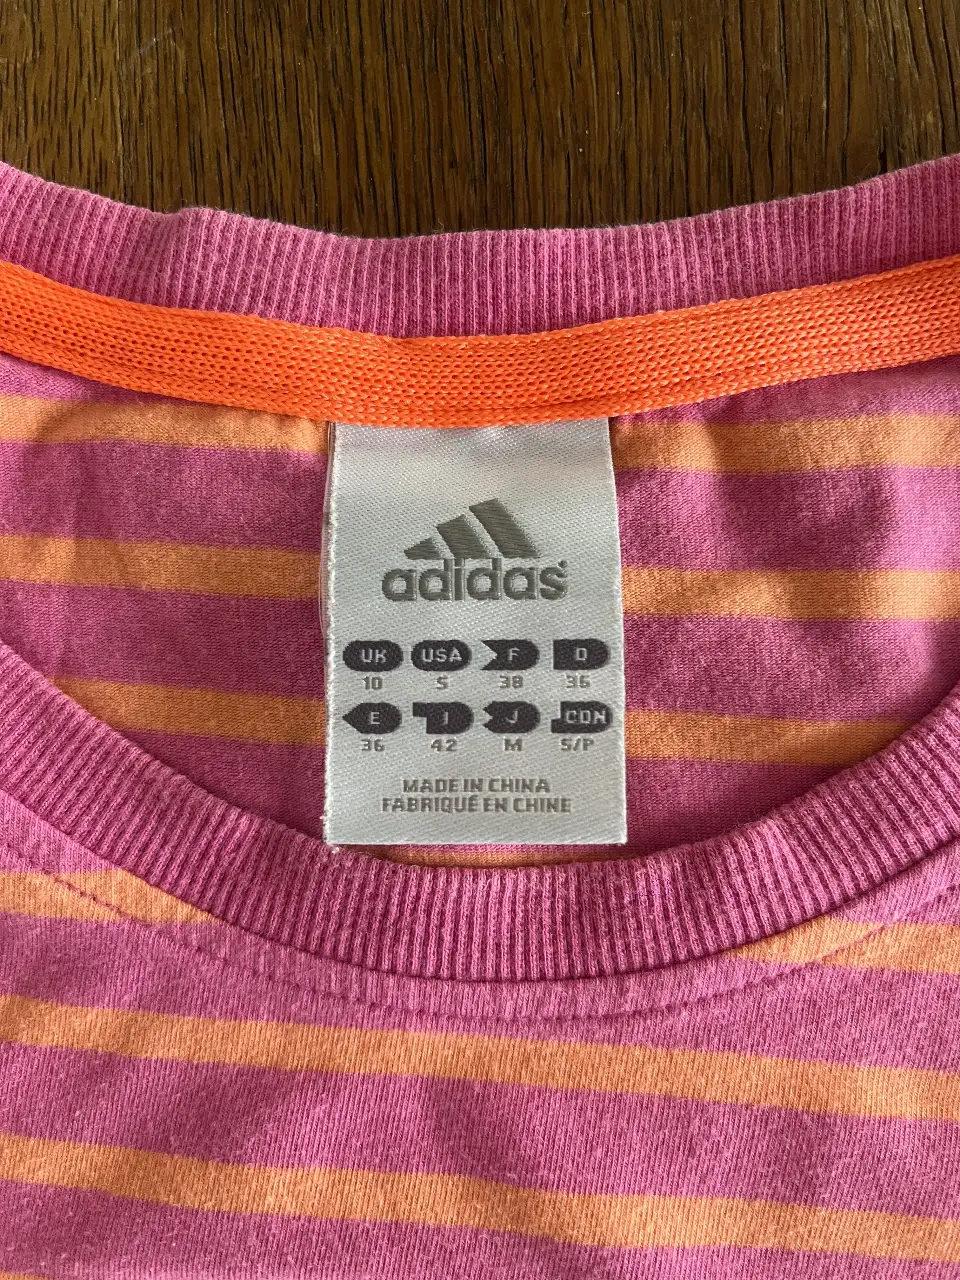 adidas
UK USA F D
10 S 38 36
E I J CDN
36 42 M S/P
MADE IN CHINA
FABRIQUÉ EN CHINE